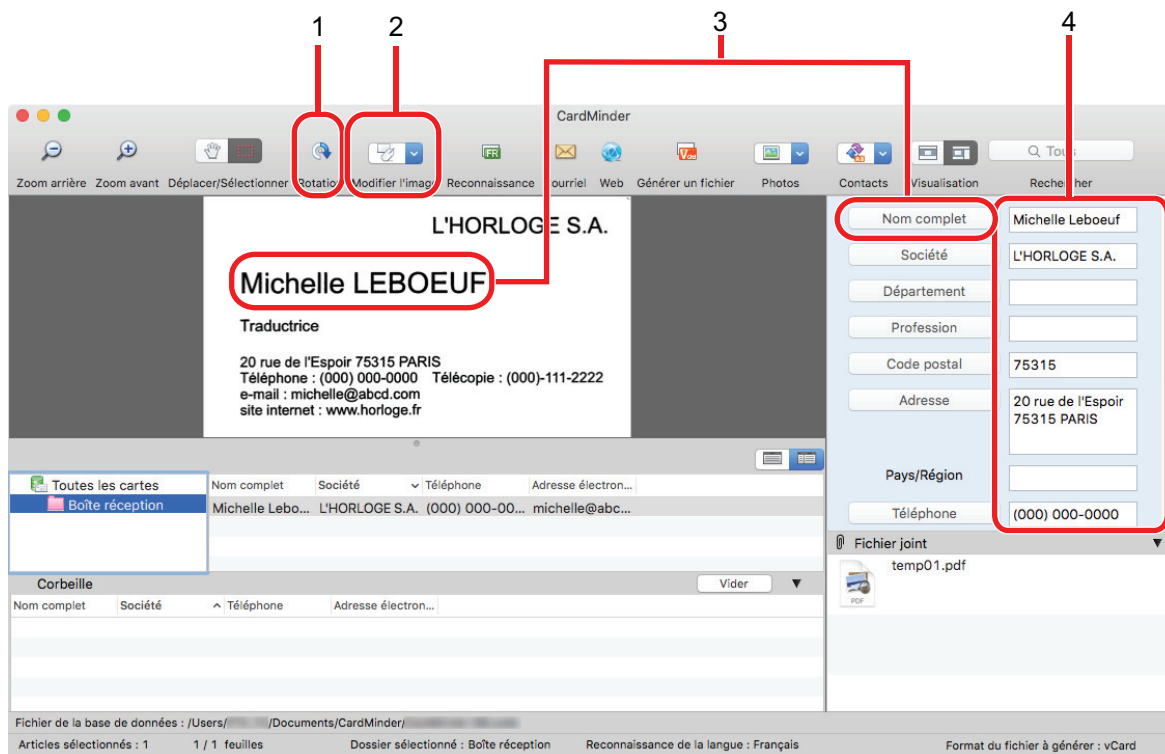 1 2 3 4
CardMinder
Tous
Zoom arrière Zoom avant Déplacer/Sélectionner Rotation Modifier l'image Reconnaissance Courriel Web Générer un fichier Photos Contacts Visualisation Rechercher
L'HORLOGE S.A.
Michelle LEBOEUF
Traductrice
20 rue de l'Espoir 75315 PARIS
Téléphone : (000) 000-0000 Télécopie : (000)-111-2222
e-mail : michelle@abcd.com
site internet : www.horloge.fr
Nom complet Michelle Leboeuf
Société L'HORLOGE S.A.
Département
Profession
Code postal 75315
Adresse 20 rue de l'Espoir
75315 PARIS
Pays/Région
Téléphone (000) 000-0000
Toutes les cartes
Boîte réception
Nom complet Société Téléphone Adresse électron...
Michelle Lebo... L'HORLOGE S.A. (000) 000-00... michelle@abc...
Fichier joint
temp01.pdf
PDF
Corbeille Vider
Nom complet Société Téléphone Adresse électron...
Fichier de la base de données : /Users/ /Documents/CardMinder/
Articles sélectionnés : 1 1 / 1 feuilles Dossier sélectionné : Boîte réception Reconnaissance de la langue : Français Format du fichier à générer : vCard